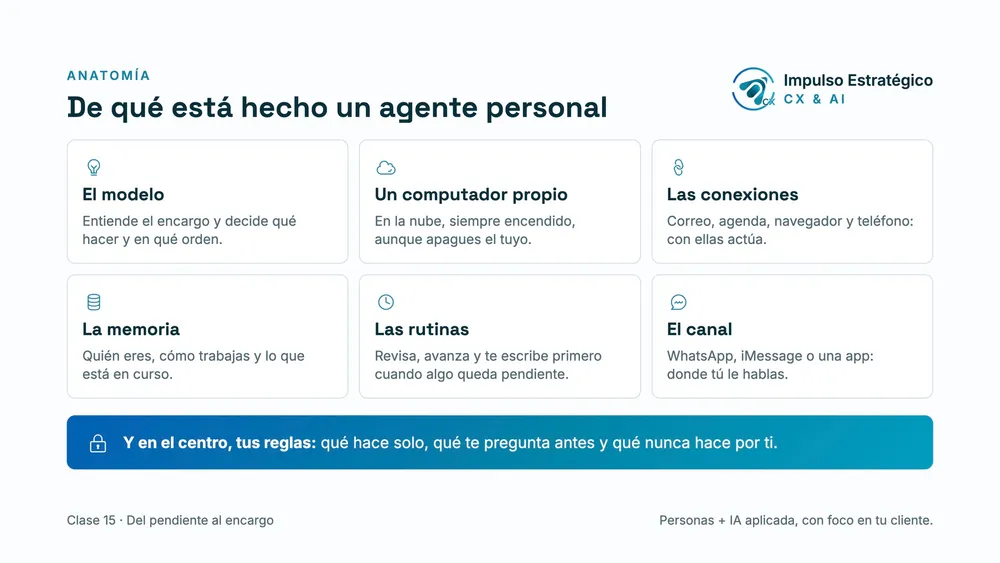 ANATOMÍA
De qué está hecho un agente personal
Impulso Estratégico
CX & AI
El modelo
Entiende el encargo y decide qué
hacer y en qué orden.
Un computador propio
En la nube, siempre encendido,
aunque apagues el tuyo.
Las conexiones
Correo, agenda, navegador y teléfono:
con ellas actúa.
La memoria
Quién eres, cómo trabajas y lo que
está en curso.
Las rutinas
Revisa, avanza y te escribe primero
cuando algo queda pendiente.
El canal
WhatsApp, iMessage o una app:
donde tú le hablas.
Y en el centro, tus reglas: qué hace solo, qué te pregunta antes y qué nunca hace por ti.
Clase 15 · Del pendiente al encargo
Personas + IA aplicada, con foco en tu cliente.